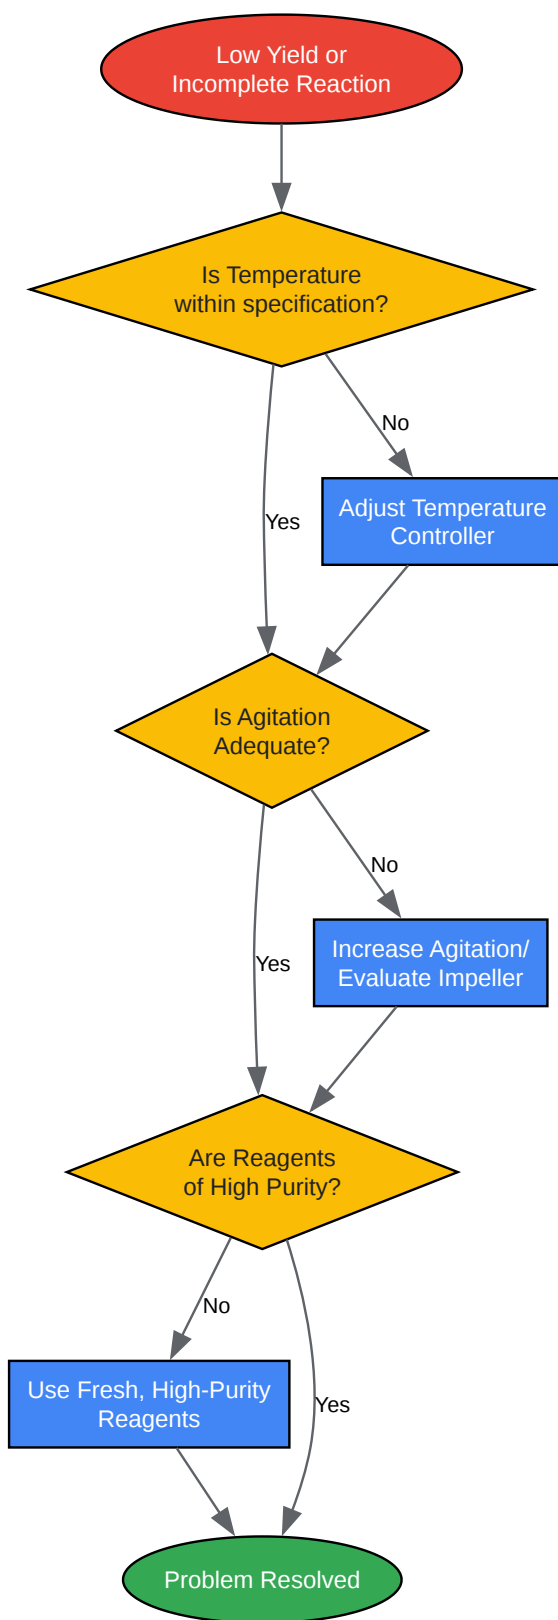 Low Yield or
Incomplete Reaction
Is Temperature
within specification?
No
Adjust Temperature
Controller
Yes
Is Agitation
Adequate?
No
Increase Agitation/
Evaluate Impeller
Yes
Are Reagents
of High Purity?
No
Use Fresh, High-Purity
Reagents
Yes
Problem Resolved